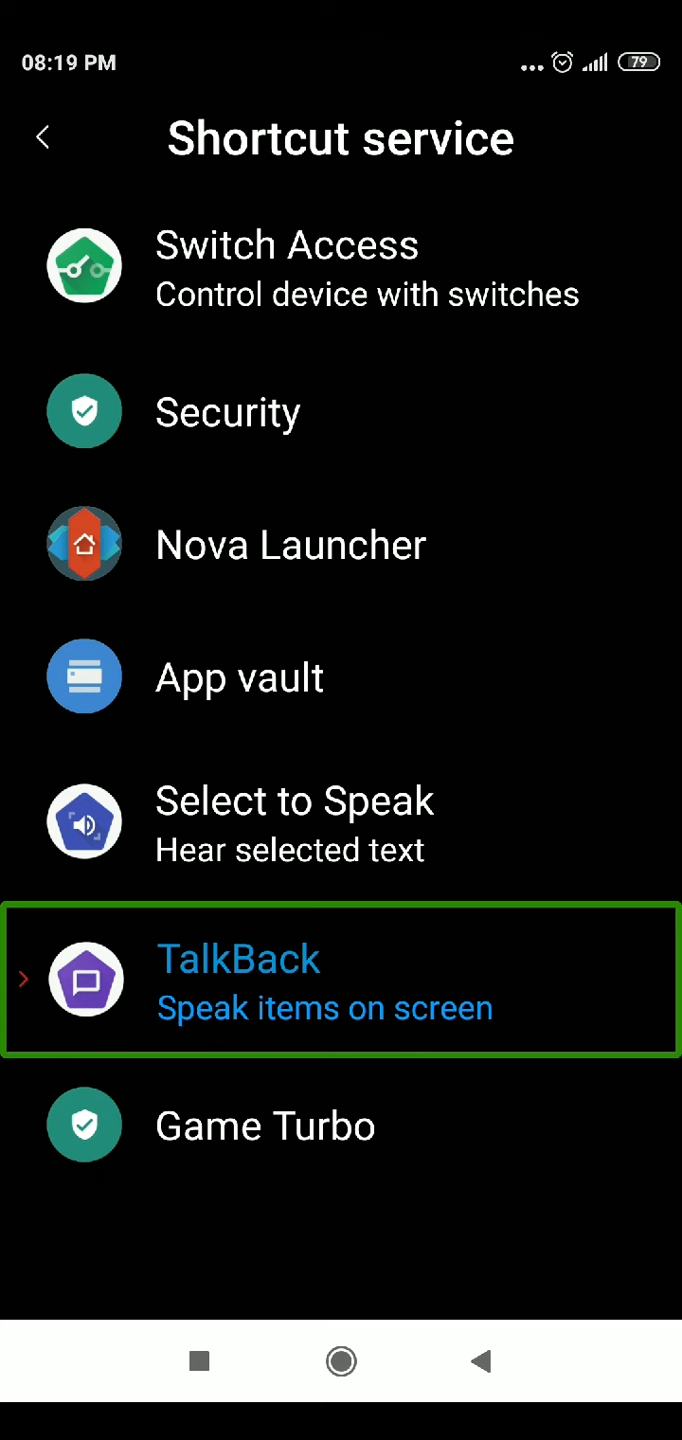 08:19 PM
79
Shortcut service
Switch Access
Control device with switches
Security
Nova Launcher
App vault
Select to Speak
Hear selected text
TalkBack
Speak items on screen
Game Turbo